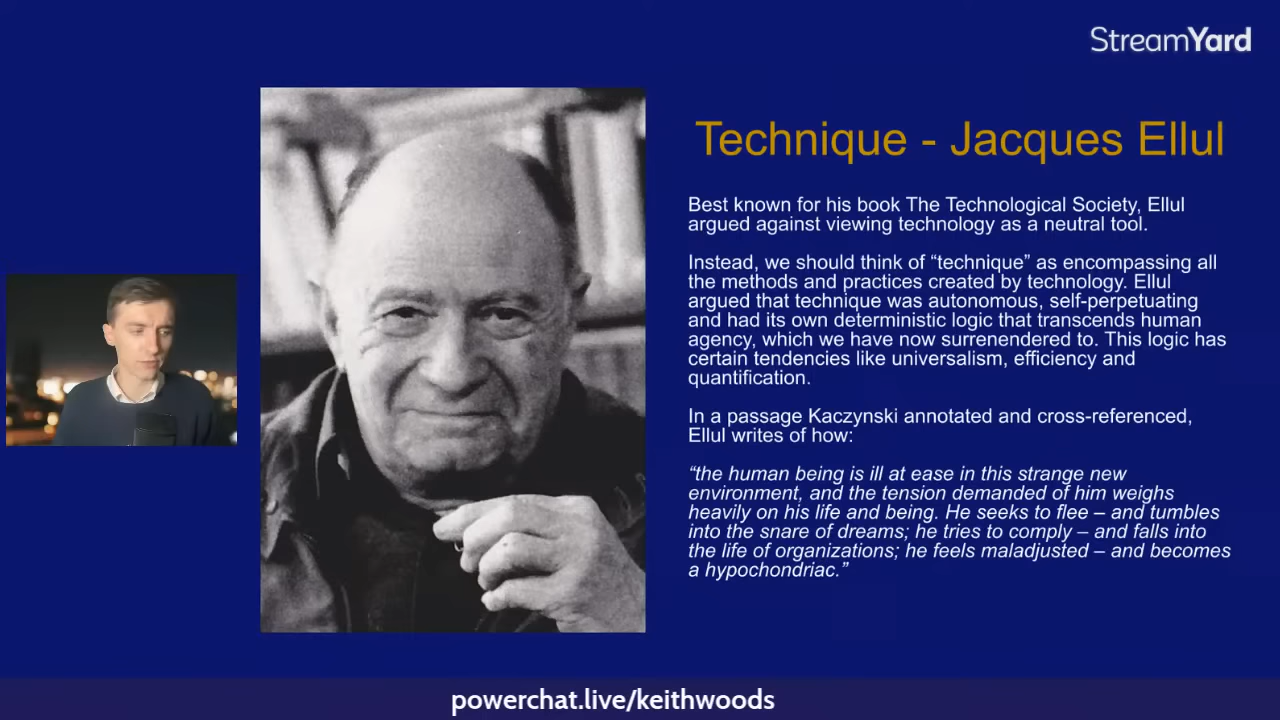 StreamYard
Technique - Jacques Ellul
Best known for his book The Technological Society, Ellul
argued against viewing technology as a neutral tool.
Instead, we should think of “technique” as encompassing all
the methods and practices created by technology. Ellul
argued that technique was autonomous, self-perpetuating
and had its own deterministic logic that transcends human
agency, which we have now surrenendered to. This logic has
certain tendencies like universalism, efficiency and
quantification.
In a passage Kaczynski annotated and cross-referenced,
Ellul writes of how:
“the human being is ill at ease in this strange new
environment, and the tension demanded of him weighs
heavily on his life and being. He seeks to flee – and tumbles
into the snare of dreams; he tries to comply – and falls into
the life of organizations; he feels maladjusted – and becomes
a hypochondriac.”
powerchat.live/keithwoods